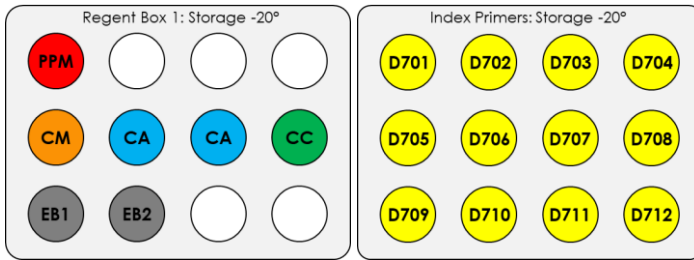 Regent Box 1: Storage -20°
PPM
CM CA CA CC
EB1 EB2
Index Primers: Storage -20°
D701 D702 D703 D704
D705 D706 D707 D708
D709 D710 D711 D712